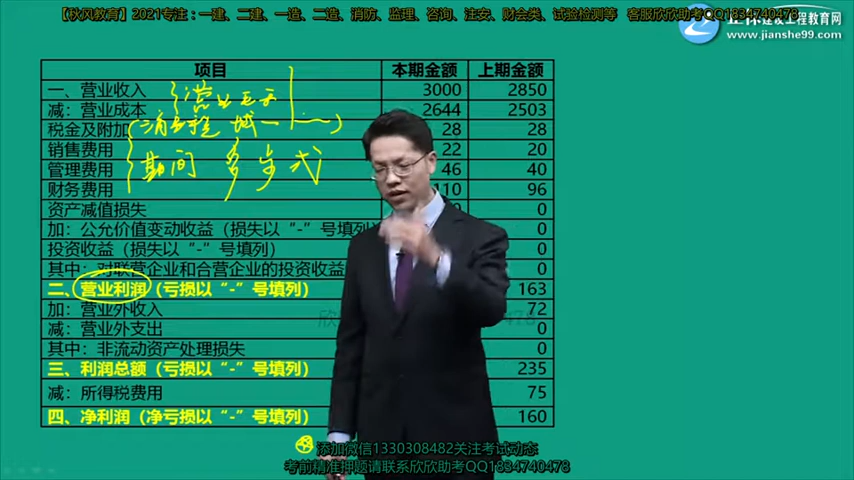 【秋风教育】2021专注：一建、二建、一造、二造、消防、监理、咨询、注安、财会类、试验检测等 客服欣欣助考QQ1834740478
建设工程教育网
www.jianshe99.com
项目 本期金额 上期金额
一、营业收入 3000 2850
减：营业成本 2644 2503
税金及附加 28 28
销售费用 22 20
管理费用 46 40
财务费用 110 96
资产减值损失 0
加：公允价值变动收益（损失以“-”号填列） 0
投资收益（损失以“-”号填列） 0
其中：对联营企业和合营企业的投资收益 0
二、营业利润（亏损以“-”号填列） 163
加：营业外收入 72
减：营业外支出 0
其中：非流动资产处理损失 0
三、利润总额（亏损以“-”号填列） 235
减：所得税费用 75
四、净利润（净亏损以“-”号填列） 160
期间 多步式
添加微信1330308482关注考试动态
考前精准押题请联系欣欣助考QQ1834740478